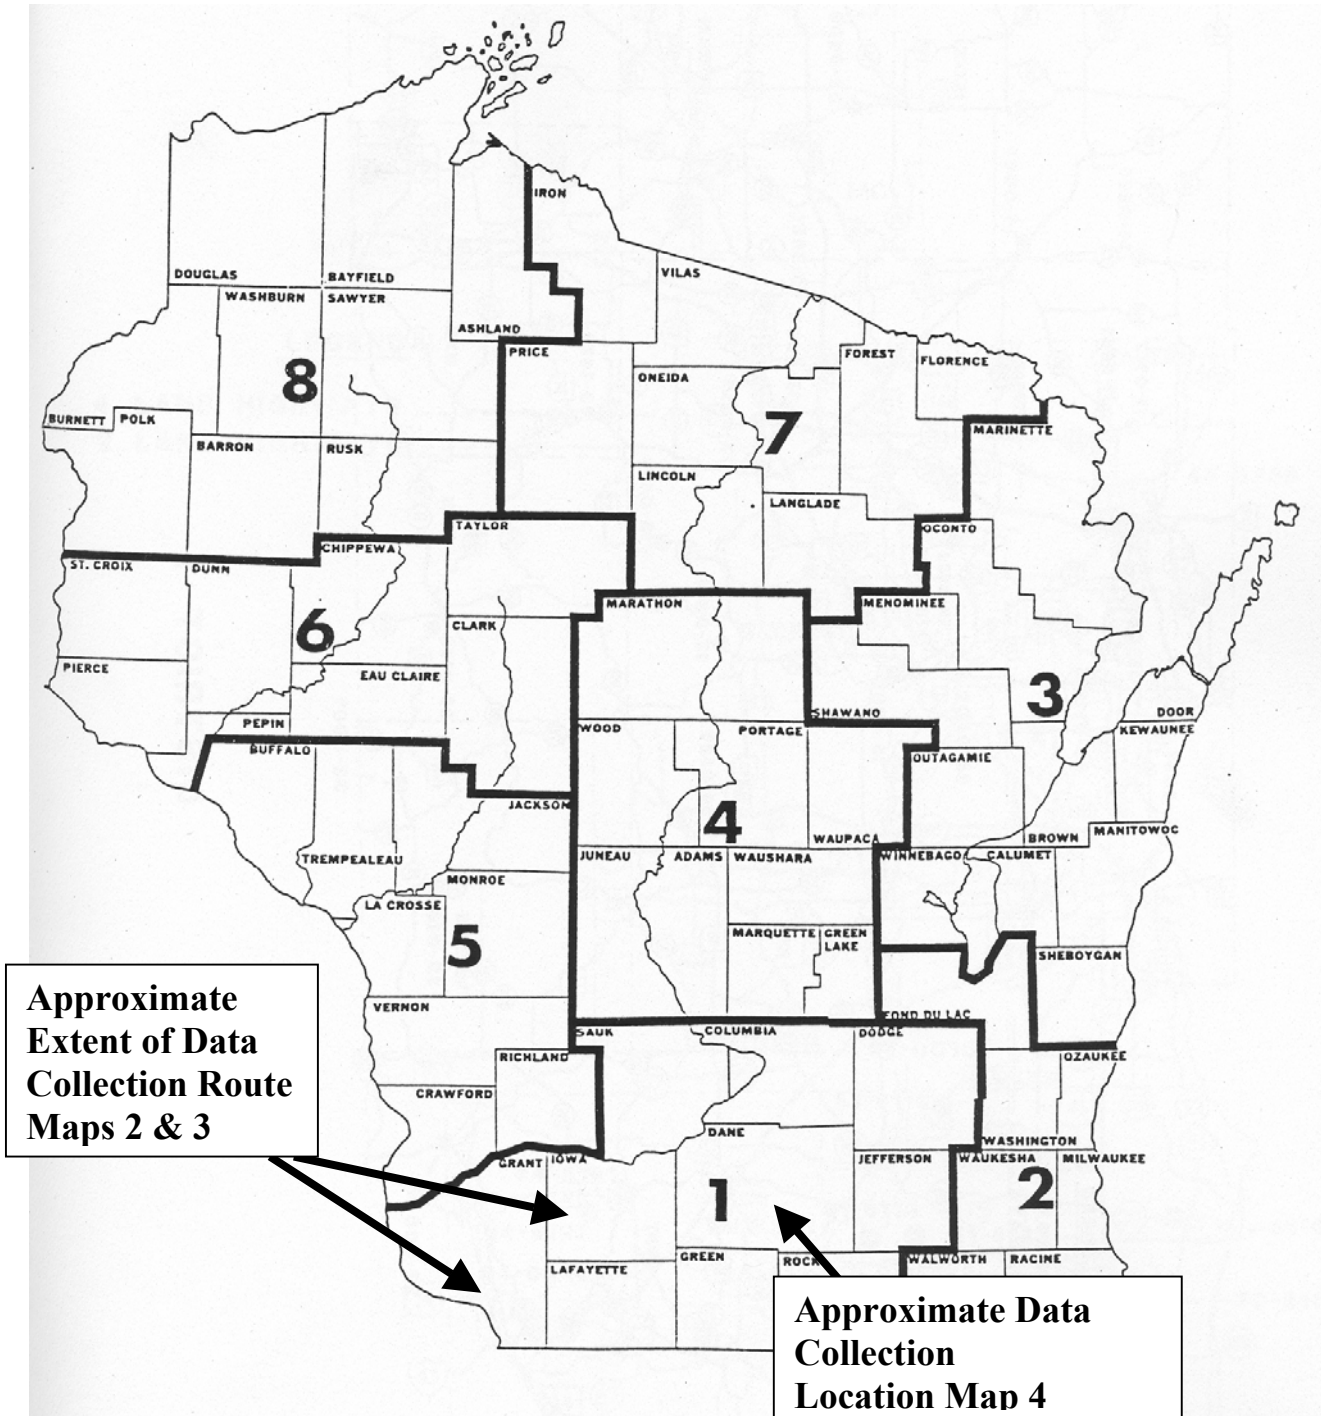 IRON
VILAS
DOUGLAS
BAYFIELD
WASHBURN
SAWYER
ASHLAND
PRICE
FOREST
FLORENCE
8
ONEIDA
BURNETT
POLK
7
MARINETTE
BARRON
RUSK
LINCOLN
LANGLADE
TAYLOR
OCONTO
CHIPPEWA
ST. CROIX
DUNN
MARATHON
MENOMINEE
6
CLARK
PIERCE
EAU CLAIRE
3
SHAWANO
DOOR
PEPIN
WOOD
PORTAGE
KEWAUNEE
BUFFALO
OUTAGAMIE
JACKSON
4
WAUPACA
BROWN
MANITOWOC
TREMPEALEAU
JUNEAU
ADAMS
WAUSHARA
WINNEBAGO
CALUMET
MONROE
LA CROSSE
5
MARQUETTE
GREEN
LAKE
SHEBOYGAN
Approximate
Extent of Data
Collection Route
Maps 2 & 3
VERNON
FOND DU LAC
SAUK
COLUMBIA
DODGE
RICHLAND
OZAUKEE
CRAWFORD
DANE
WASHINGTON
GRANT
IOWA
JEFFERSON
WAUKESHA
MILWAUKEE
1
2
LAFAYETTE
GREEN
ROCK
WALWORTH
RACINE
Approximate Data
Collection
Location Map 4